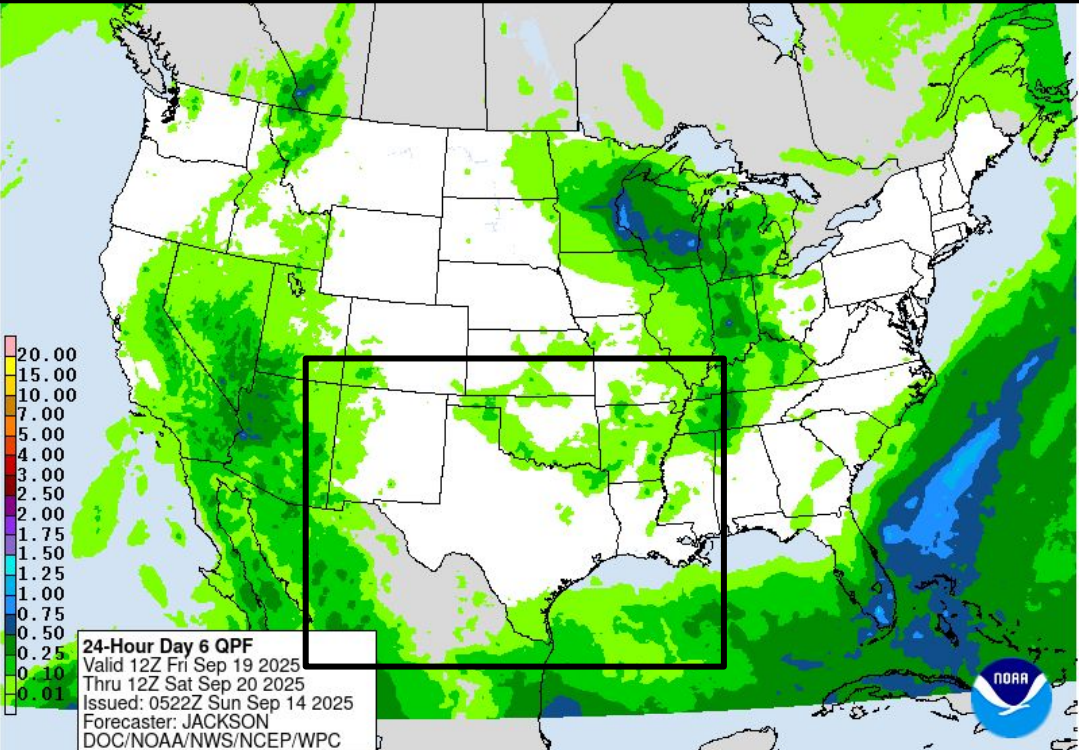 20.00
15.00
10.00
7.00
5.00
4.00
3.00
2.50
2.00
1.75
1.50
1.25
1.00
0.75
0.50
0.25
0.10
0.01
24-Hour Day 6 QPF
Valid 12Z Fri Sep 19 2025
Thru 12Z Sat Sep 20 2025
Issued: 0522Z Sun Sep 14 2025
Forecaster: JACKSON
DOC/NOAA/NWS/NCEP/WPC
NOAA